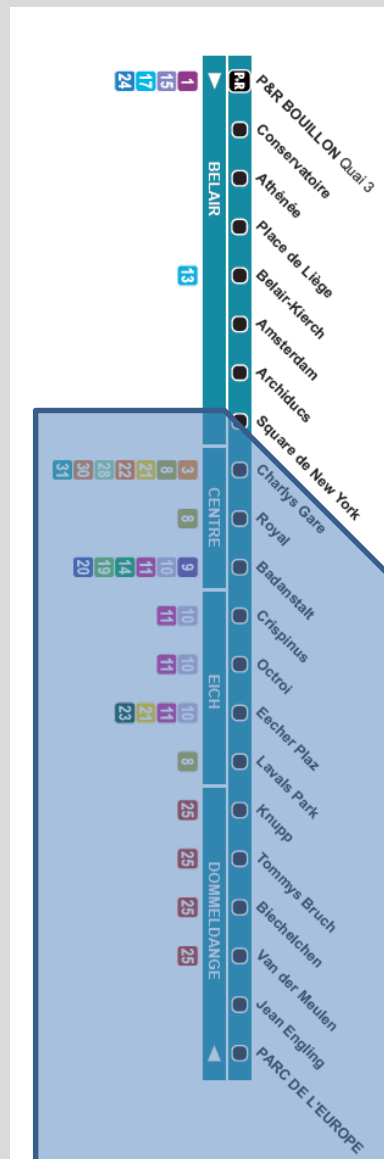 24 17 15 1
P.R
P&R BOUILLON Quai 3
Conservatoire
Athénée
Place de Liège
13
Belair-Kierch
Amsterdam
Archiducs
Square de New York
BELAIR
31 30 28 22 21 8 3
Charlys Gare
8
Royal
20 19 14 11 10 9
Badanstalt
CENTRE
11 10
Crispinus
11 10
Octroi
23 21 11 10
Eecher Plaz
8
Lavals Park
EICH
25
Knupp
25
Tommys Bruch
25
Biechelchen
25
Van der Meulen
Jean Engling
PARC DE L'EUROPE
DOMMELDANGE